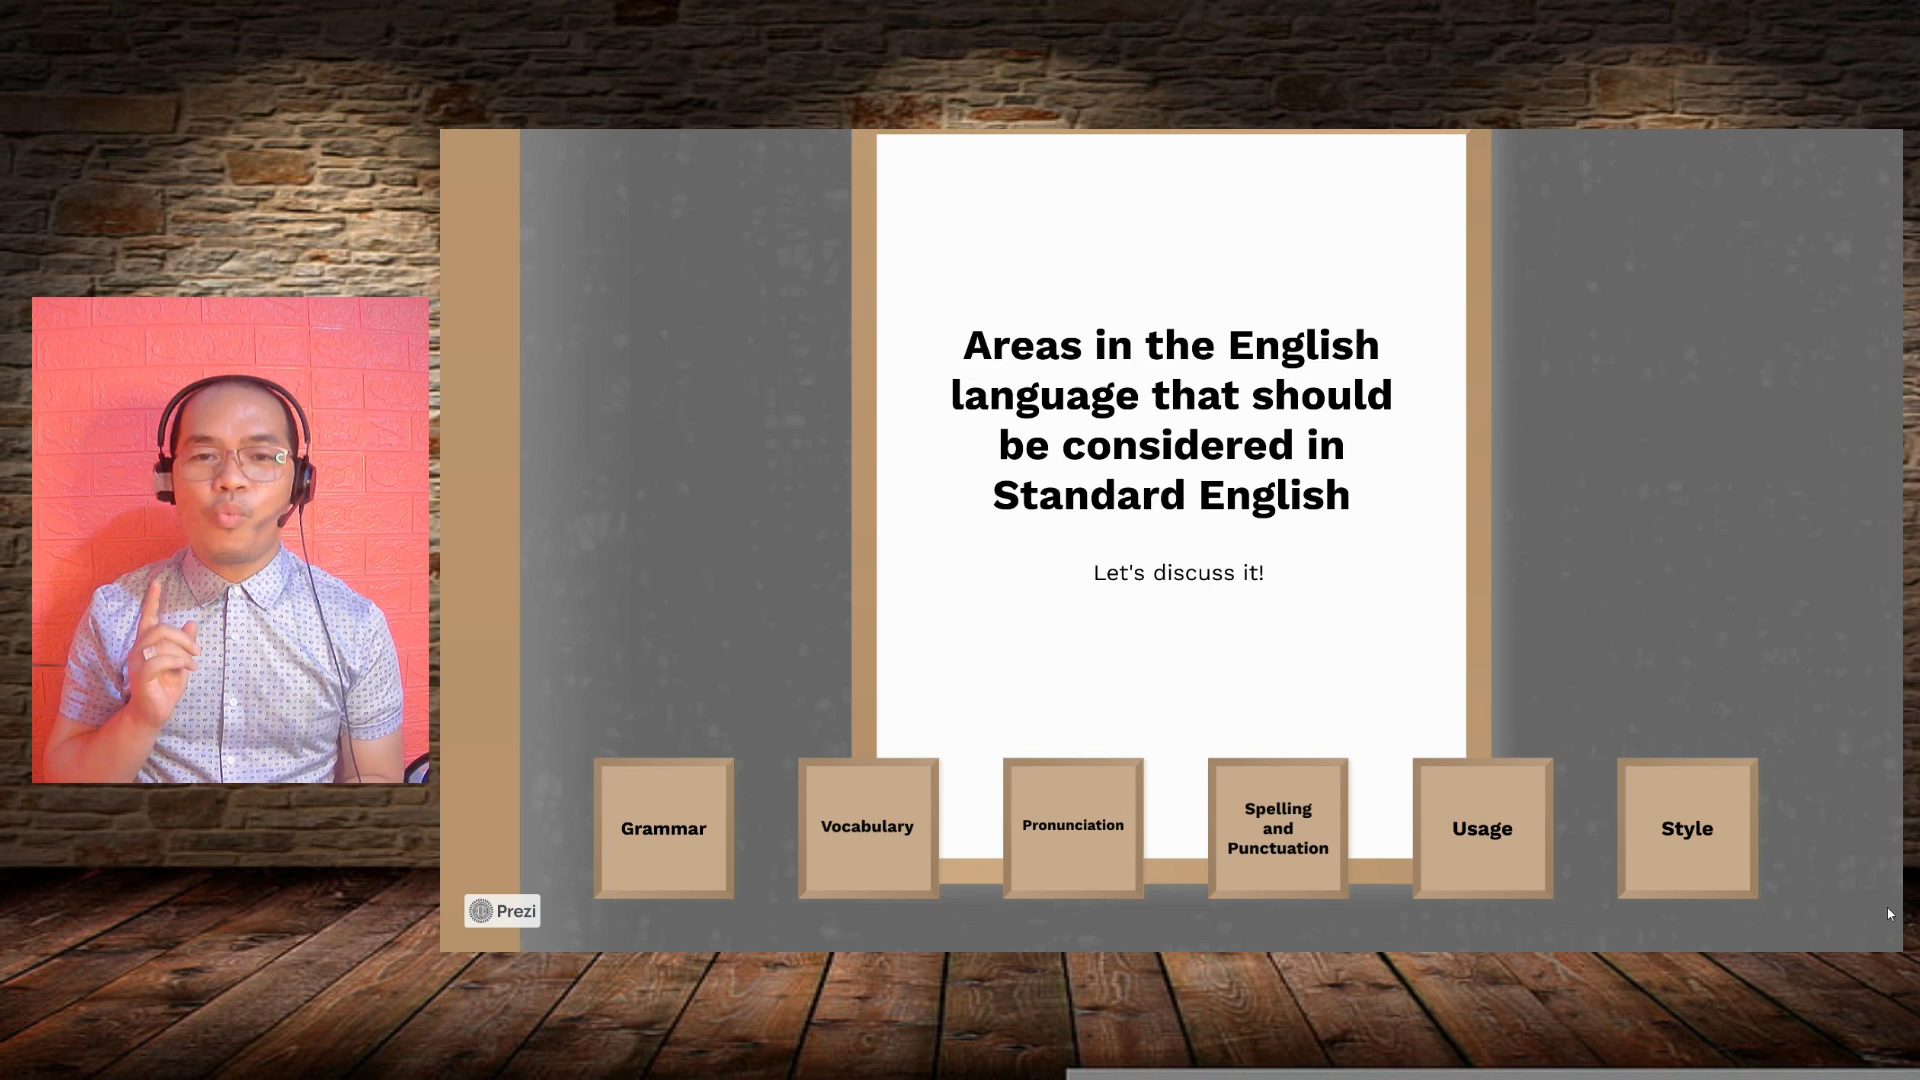 Areas in the English
language that should
be considered in
Standard English
Let's discuss it!
Grammar
Vocabulary
Pronunciation
Spelling
and
Punctuation
Usage
Style
Prezi